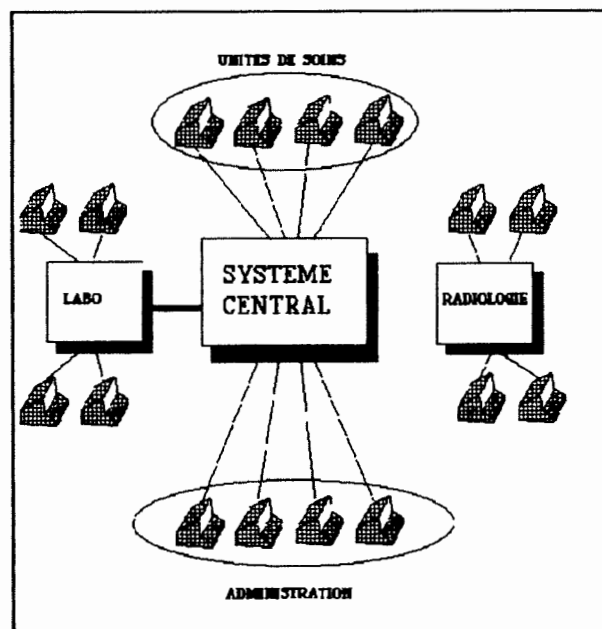 UNITES DE SOINS
SYSTEME
CENTRAL
LABO
RADIOLOGIE
ADMINISTRATION